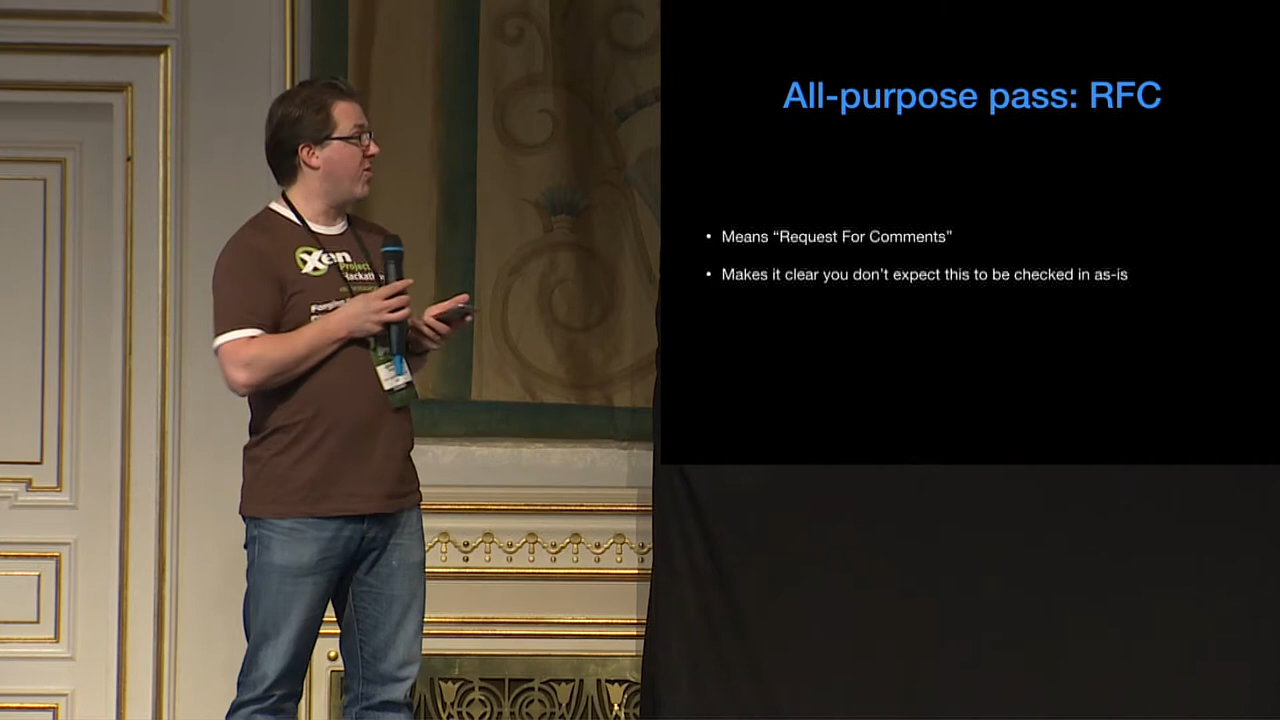 All-purpose pass: RFC
• Means “Request For Comments”
• Makes it clear you don’t expect this to be checked in as-is
Xen
Project
Hackathon